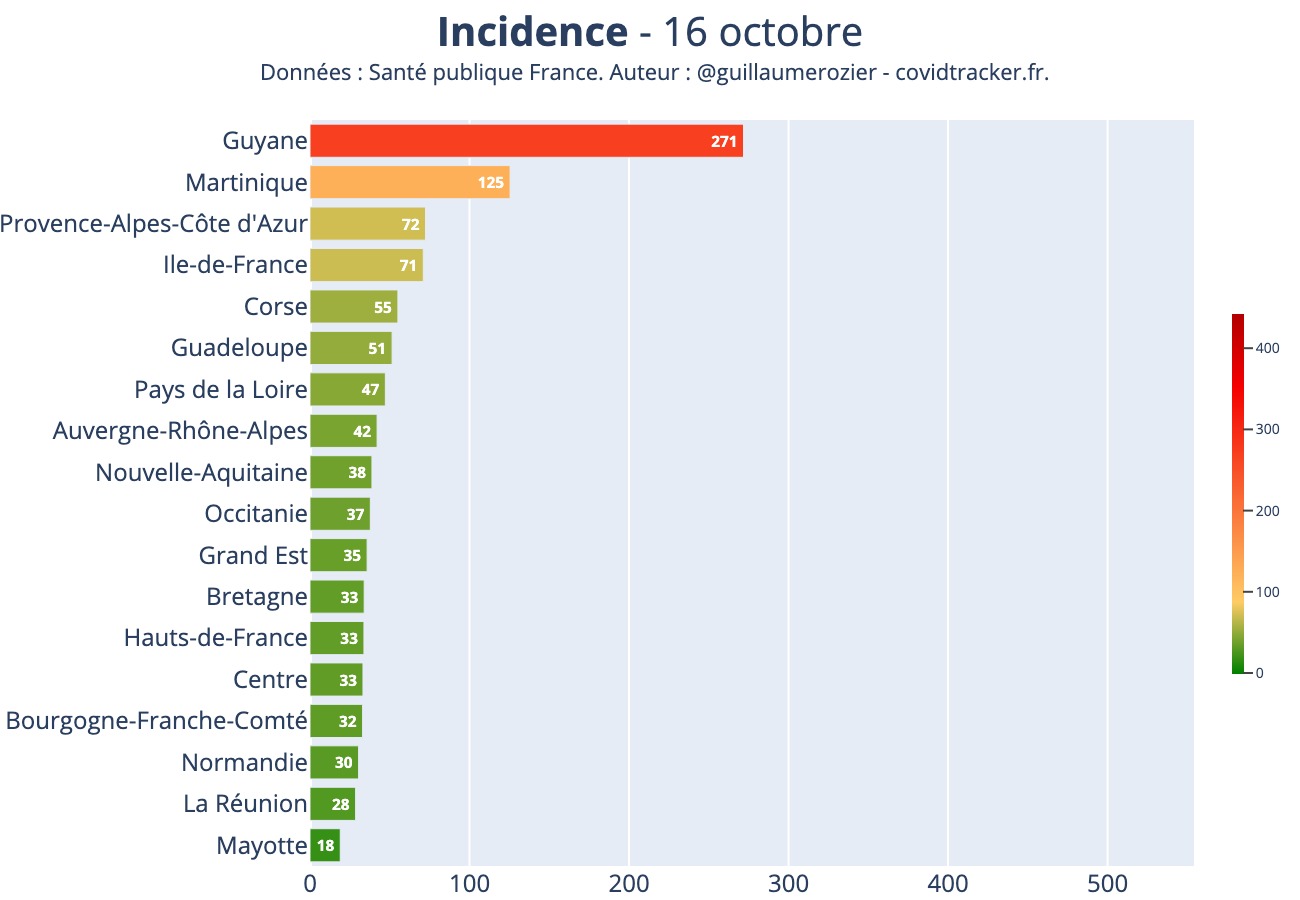 Incidence - 16 octobre
Données : Santé publique France. Auteur : @guillaumerozier - covidtracker.fr.
Guyane 271
Martinique 125
Provence-Alpes-Côte d'Azur 72
Ile-de-France 71
Corse 55
Guadeloupe 51
Pays de la Loire 47
Auvergne-Rhône-Alpes 42
Nouvelle-Aquitaine 38
Occitanie 37
Grand Est 35
Bretagne 33
Hauts-de-France 33
Centre 33
Bourgogne-Franche-Comté 32
Normandie 30
La Réunion 28
Mayotte 18
0 100 200 300 400 500
400
300
200
100
0